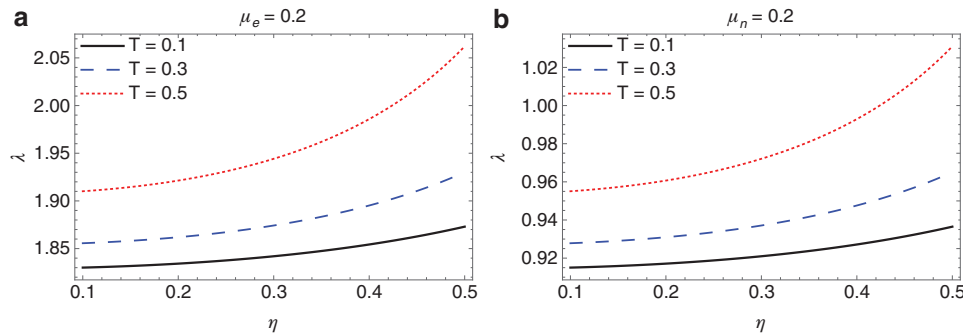 a
μe = 0.2
T = 0.1
T = 0.3
T = 0.5
2.05
2.00
1.95
1.90
1.85
λ
0.1 0.2 0.3 0.4 0.5
η
b
μn = 0.2
T = 0.1
T = 0.3
T = 0.5
1.02
1.00
0.98
0.96
0.94
0.92
λ
0.1 0.2 0.3 0.4 0.5
η